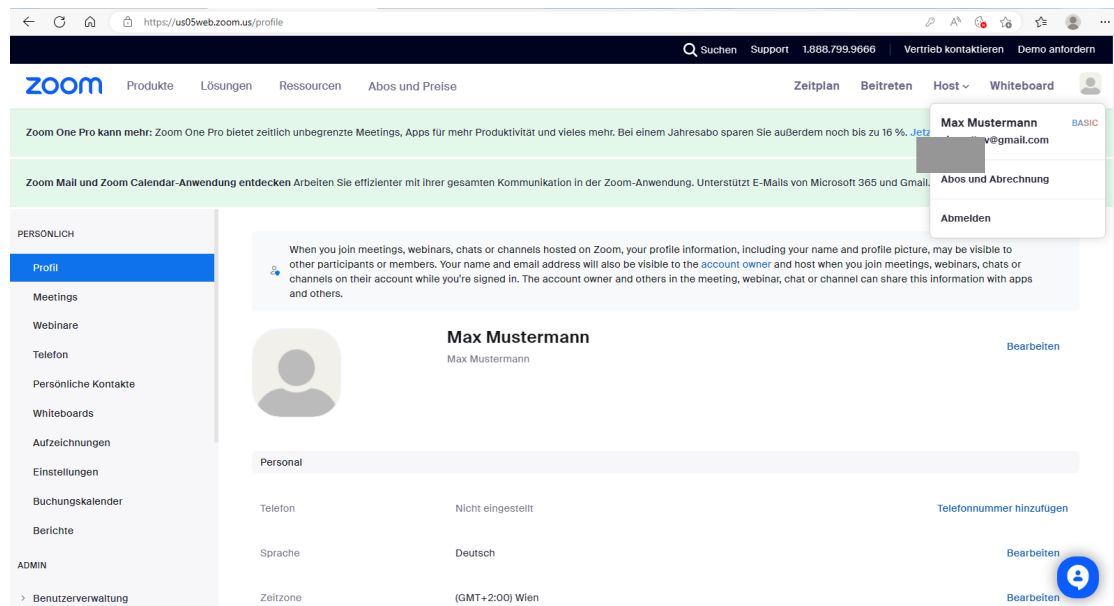 https://us05web.zoom.us/profile
Suchen Support 1.888.799.9666 Vertrieb kontaktieren Demo anfordern
zoom Produkte Lösungen Ressourcen Abos und Preise Zeitplan Beitreten Host Whiteboard
Zoom One Pro kann mehr: Zoom One Pro bietet zeitlich unbegrenzte Meetings, Apps für mehr Produktivität und vieles mehr. Bei einem Jahresabo sparen Sie außerdem noch bis zu 16 %. Jetz
Zoom Mail und Zoom Calendar-Anwendung entdecken Arbeiten Sie effizienter mit ihrer gesamten Kommunikation in der Zoom-Anwendung. Unterstützt E-Mails von Microsoft 365 und Gmail.
Max Mustermann BASIC
v@gmail.com
Abos und Abrechnung
Abmelden
PERSÖNLICH
Profil
Meetings
Webinare
Telefon
Persönliche Kontakte
Whiteboards
Aufzeichnungen
Einstellungen
Buchungskalender
Berichte
ADMIN
> Benutzerverwaltung
When you join meetings, webinars, chats or channels hosted on Zoom, your profile information, including your name and profile picture, may be visible to
other participants or members. Your name and email address will also be visible to the account owner and host when you join meetings, webinars, chats or
channels on their account while you're signed in. The account owner and others in the meeting, webinar, chat or channel can share this information with apps
and others.
Max Mustermann
Max Mustermann
Bearbeiten
Personal
Telefon Nicht eingestellt Telefonnummer hinzufügen
Sprache Deutsch Bearbeiten
Zeitzone (GMT+2:00) Wien Bearbeiten